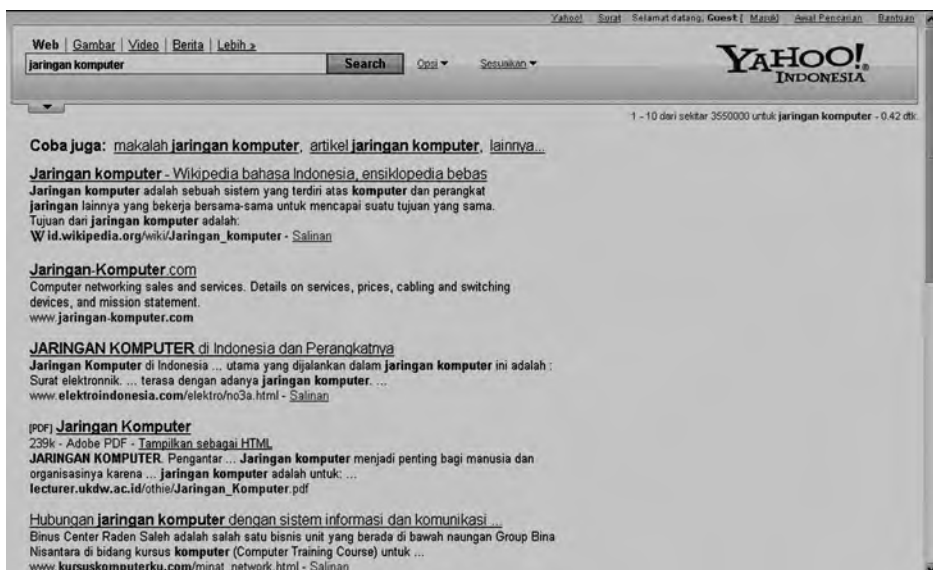 Yahoo! Surat Selamat datang, Guest [ Masuk] Awal Pencarian Bantuan
Web | Gambar | Video | Berita | Lebih >
jaringan komputer Search Opsi Sesuaikan
YAHOO!® INDONESIA
1 - 10 dari sekitar 3550000 untuk jaringan komputer - 0.42 dtk.
Coba juga: makalah jaringan komputer, artikel jaringan komputer, lainnya...
Jaringan komputer - Wikipedia bahasa Indonesia, ensiklopedia bebas
Jaringan komputer adalah sebuah sistem yang terdiri atas komputer dan perangkat
jaringan lainnya yang bekerja bersama-sama untuk mencapai suatu tujuan yang sama.
Tujuan dari jaringan komputer adalah:
W id.wikipedia.org/wiki/Jaringan_komputer - Salinan
Jaringan-Komputer.com
Computer networking sales and services. Details on services, prices, cabling and switching
devices, and mission statement.
www.jaringan-komputer.com
JARINGAN KOMPUTER di Indonesia dan Perangkatnya
Jaringan Komputer di Indonesia ... utama yang dijalankan dalam jaringan komputer ini adalah :
Surat elektronnik. ... terasa dengan adanya jaringan komputer. ...
www.elektroindonesia.com/elektro/no3a.html - Salinan
[PDF] Jaringan Komputer
239k - Adobe PDF - Tampilkan sebagai HTML
JARINGAN KOMPUTER. Pengantar ... Jaringan komputer menjadi penting bagi manusia dan
organisasinya karena ... jaringan komputer adalah untuk: ...
lecturer.ukdw.ac.id/othie/Jaringan_Komputer.pdf
Hubungan jaringan komputer dengan sistem informasi dan komunikasi ...
Binus Center Raden Saleh adalah salah satu bisnis unit yang berada di bawah naungan Group Bina
Nisantara di bidang kursus komputer (Computer Training Course) untuk ...
www.kursuskomputerku.com/minat_network.html - Salinan